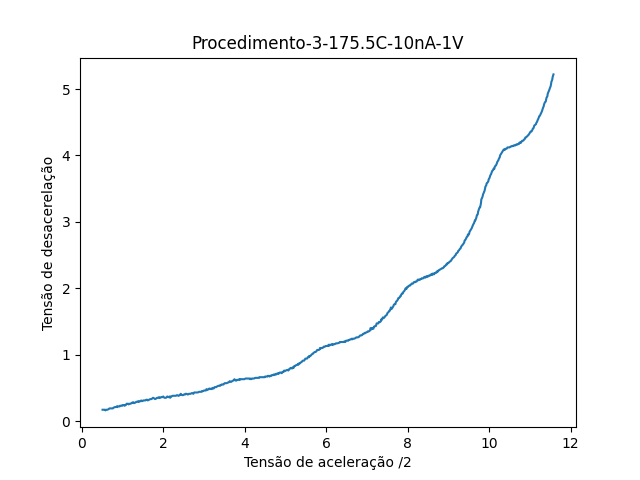 Procedimento-3-175.5C-10nA-1V
Tensão de desacerelação
5
4
3
2
1
0
0 2 4 6 8 10 12
Tensão de aceleração /2